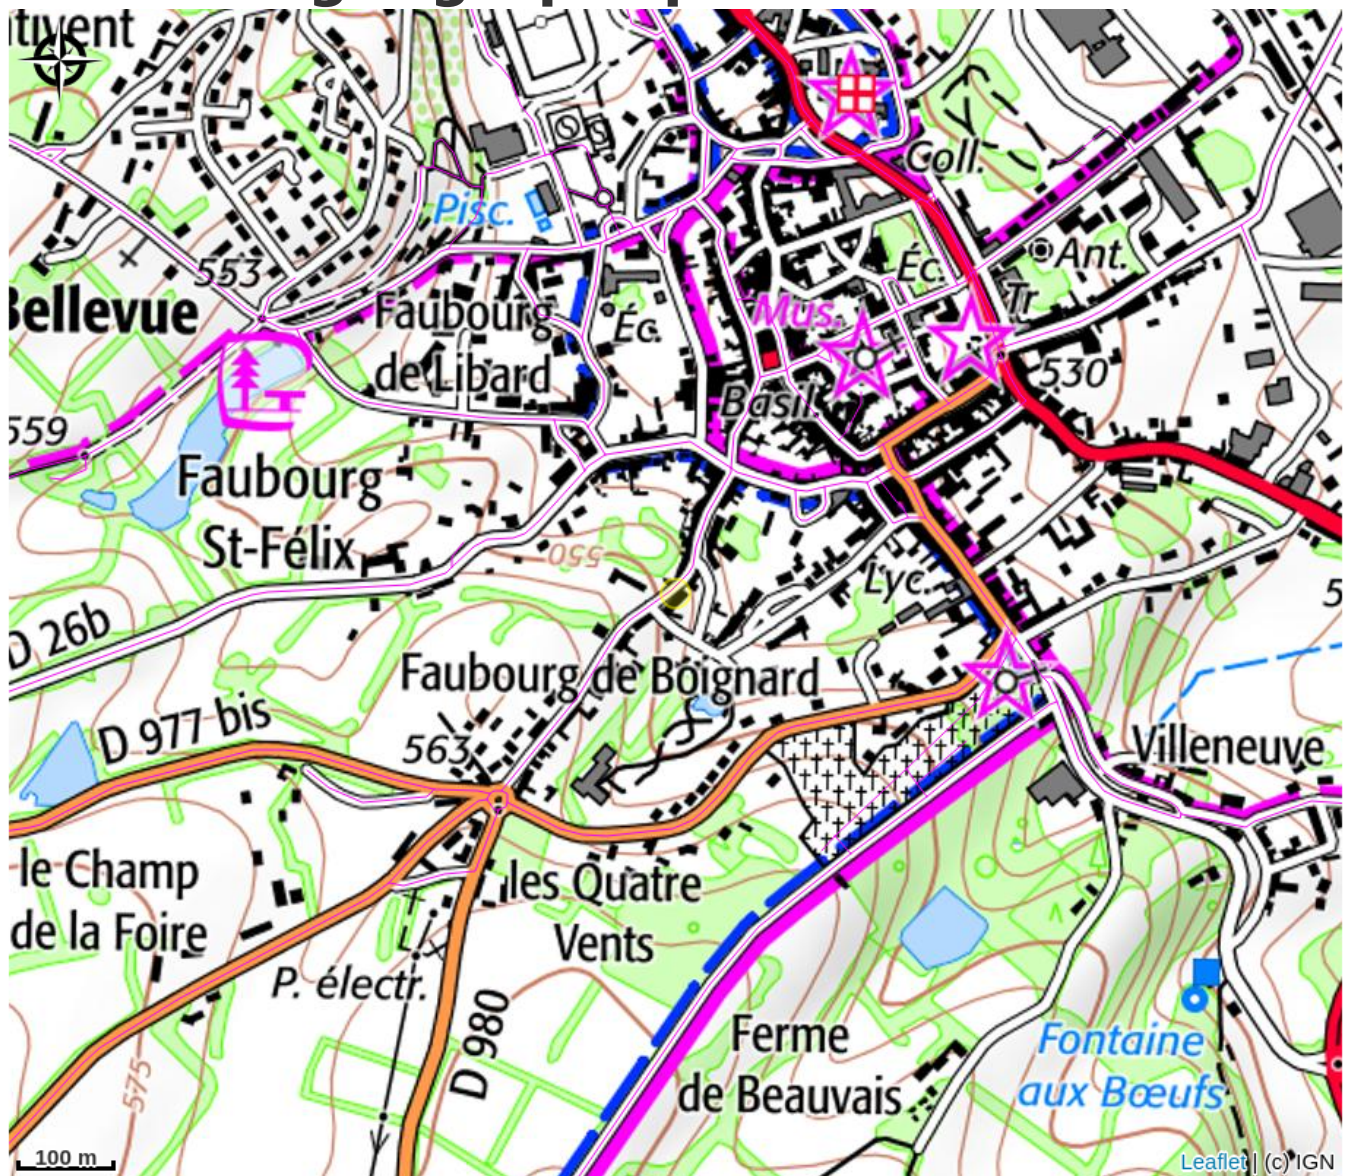 Coll.
Pisc.
Éc.
Ant.
553
Tr
Bellevue
Faubourg
de Libard
Éc.
Mus.
530
Basil.
559
Faubourg
St-Félix
550
Lyc.
D 26b
Faubourg de Boignard
D 977 bis
563
Villeneuve
le Champ
de la Foire
les Quatre
Vents
P. électr.
D 980
Ferme
de Beauvais
Fontaine
aux Bœufs
575
100 m
Leaflet | (c) IGN